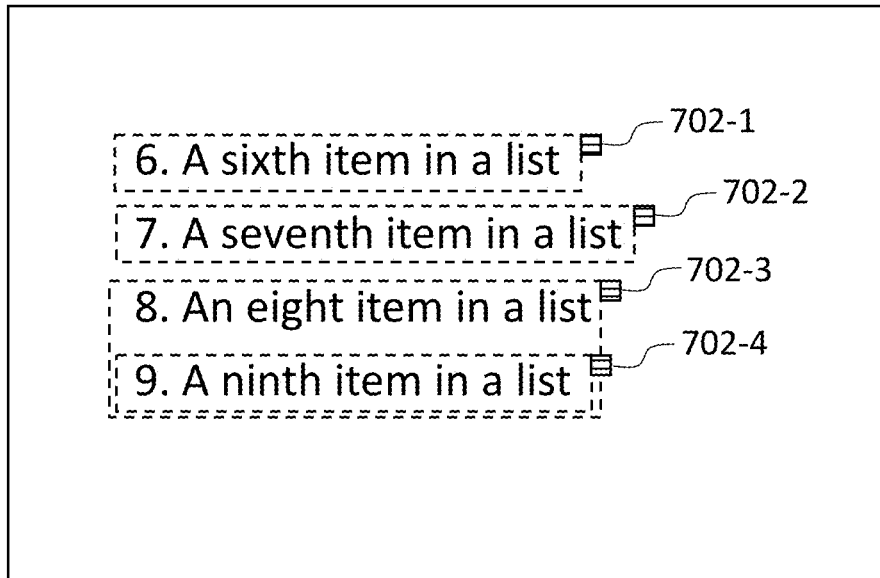 702-1
6. A sixth item in a list
702-2
7. A seventh item in a list
702-3
8. An eight item in a list
702-4
9. A ninth item in a list